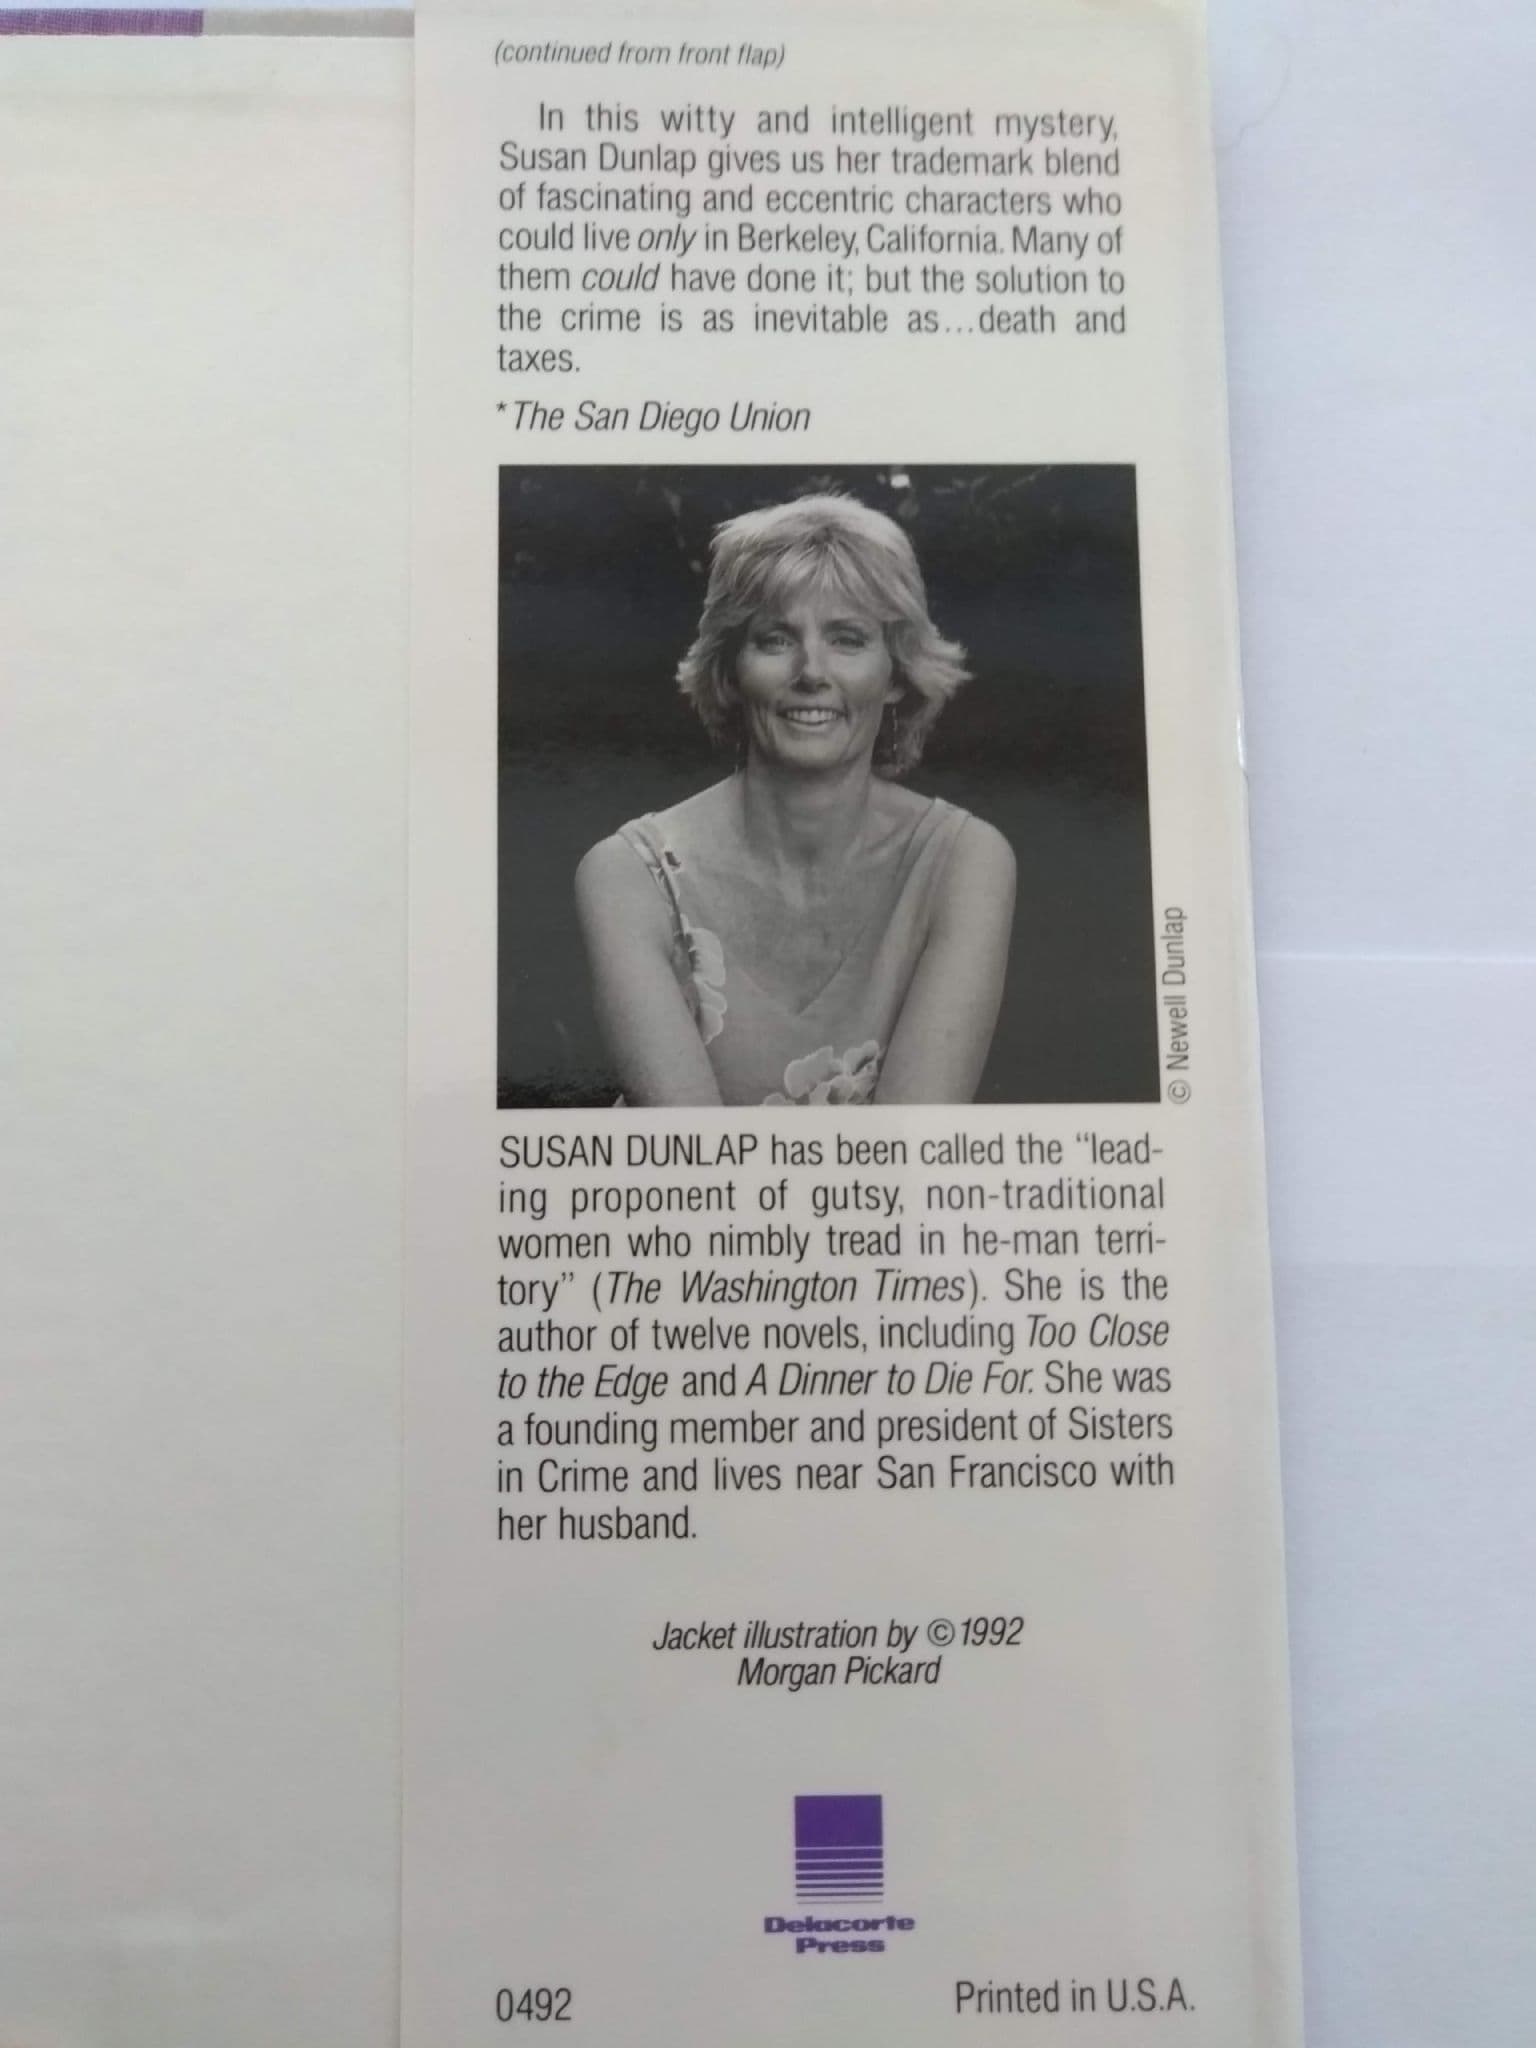 (continued from front flap)
In this witty and intelligent mystery,
Susan Dunlap gives us her trademark blend
of fascinating and eccentric characters who
could live only in Berkeley, California. Many of
them could have done it; but the solution to
the crime is as inevitable as...death and
taxes.
*The San Diego Union
© Newell Dunlap
SUSAN DUNLAP has been called the “lead-
ing proponent of gutsy, non-traditional
women who nimbly tread in he-man terri-
tory” (The Washington Times). She is the
author of twelve novels, including Too Close
to the Edge and A Dinner to Die For. She was
a founding member and president of Sisters
in Crime and lives near San Francisco with
her husband.
Jacket illustration by ©1992
Morgan Pickard
Delacorte
Press
0492
Printed in U.S.A.